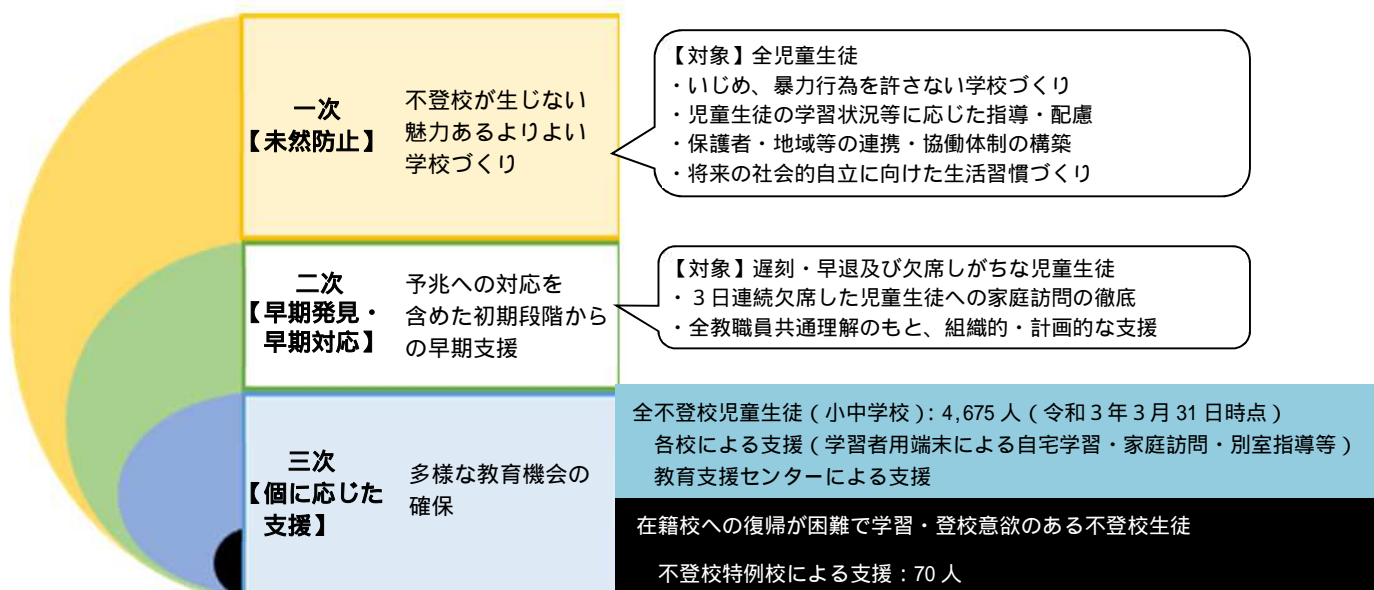 一次
【未然防止】
不登校が生じない
魅力あるよりよい
学校づくり
【対象】全児童生徒
・いじめ、暴力行為を許さない学校づくり
・児童生徒の学習状況等に応じた指導・配慮
・保護者・地域等の連携・協働体制の構築
・将来の社会的自立に向けた生活習慣づくり
二次
【早期発見・
早期対応】
予兆への対応を
含めた初期段階から
の早期支援
【対象】遅刻・早退及び欠席しがちな児童生徒
・３日連続欠席した児童生徒への家庭訪問の徹底
・全教職員共通理解のもと、組織的・計画的な支援
三次
【個に応じた
支援】
多様な教育機会の
確保
全不登校児童生徒（小中学校）：4,675 人（令和３年３月 31 日時点）
各校による支援（学習者用端末による自宅学習・家庭訪問・別室指導等）
教育支援センターによる支援
在籍校への復帰が困難で学習・登校意欲のある不登校生徒
不登校特例校による支援：70 人